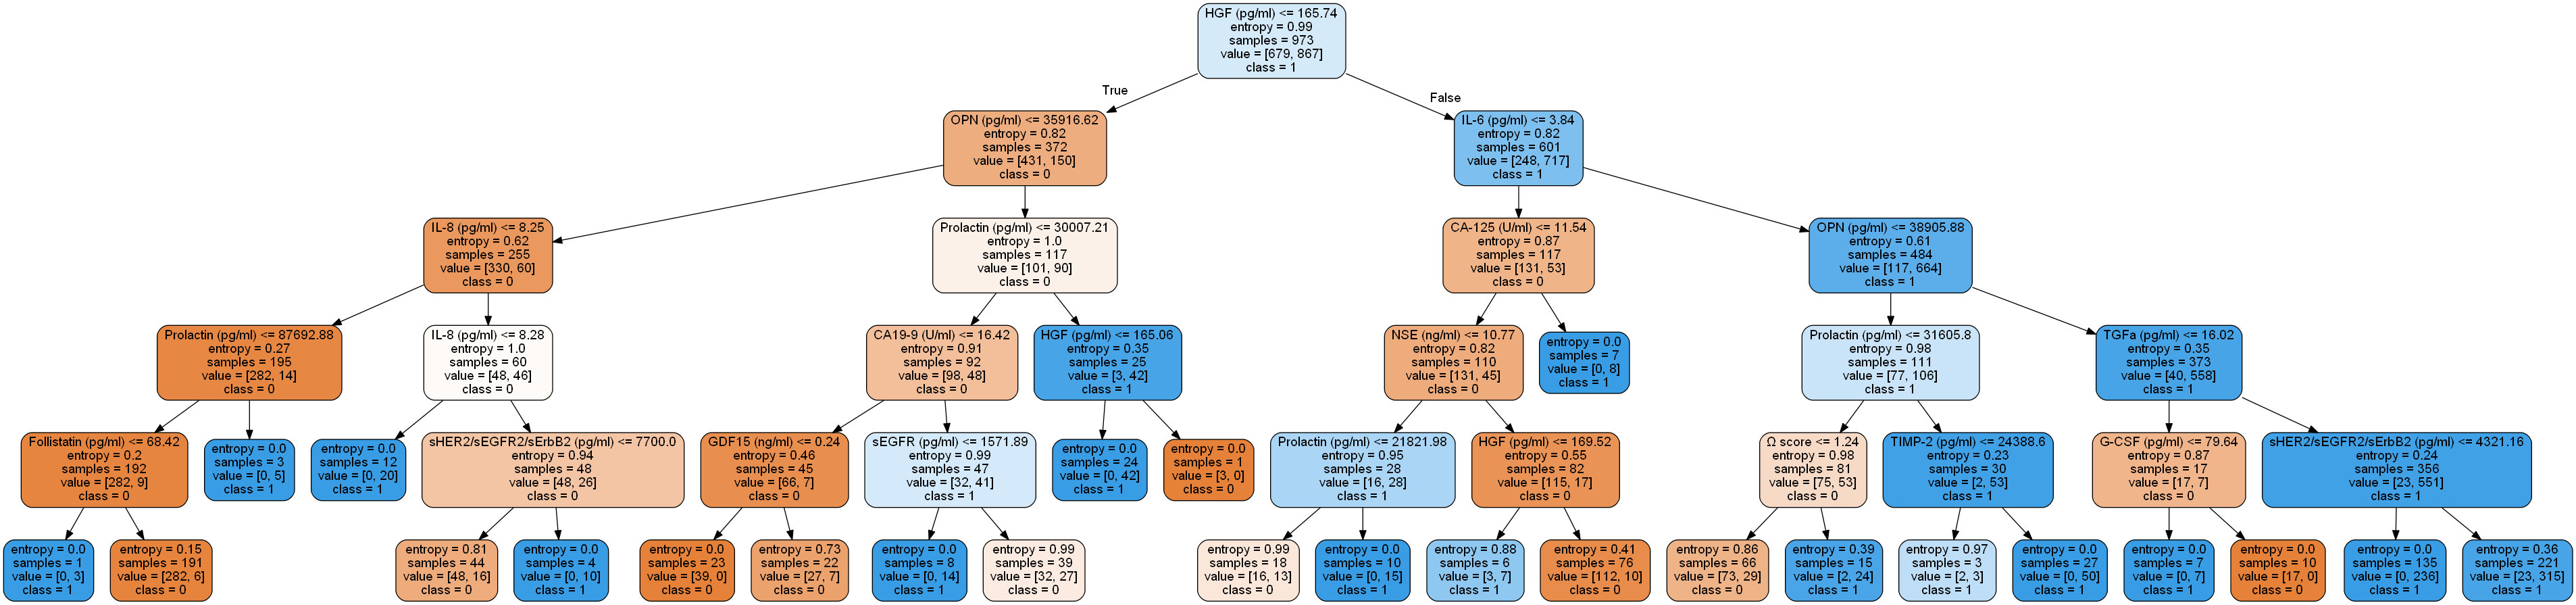 HGF (pg/ml) <= 165.74
entropy = 0.99
samples = 973
value = [679, 867]
class = 1
True
False
OPN (pg/ml) <= 35916.62
entropy = 0.82
samples = 372
value = [431, 150]
class = 0
IL-6 (pg/ml) <= 3.84
entropy = 0.82
samples = 601
value = [248, 717]
class = 1
IL-8 (pg/ml) <= 8.25
entropy = 0.62
samples = 255
value = [330, 60]
class = 0
Prolactin (pg/ml) <= 30007.21
entropy = 1.0
samples = 117
value = [101, 90]
class = 0
CA-125 (U/ml) <= 11.54
entropy = 0.87
samples = 117
value = [131, 53]
class = 0
OPN (pg/ml) <= 38905.88
entropy = 0.61
samples = 484
value = [117, 664]
class = 1
Prolactin (pg/ml) <= 87692.88
entropy = 0.27
samples = 195
value = [282, 14]
class = 0
IL-8 (pg/ml) <= 8.28
entropy = 1.0
samples = 60
value = [48, 46]
class = 0
CA19-9 (U/ml) <= 16.42
entropy = 0.91
samples = 92
value = [98, 48]
class = 0
HGF (pg/ml) <= 165.06
entropy = 0.35
samples = 25
value = [3, 42]
class = 1
NSE (ng/ml) <= 10.77
entropy = 0.82
samples = 110
value = [131, 45]
class = 0
entropy = 0.0
samples = 7
value = [0, 8]
class = 1
Prolactin (pg/ml) <= 31605.8
entropy = 0.98
samples = 111
value = [77, 106]
class = 1
TGFa (pg/ml) <= 16.02
entropy = 0.35
samples = 373
value = [40, 558]
class = 1
Follistatin (pg/ml) <= 68.42
entropy = 0.2
samples = 192
value = [282, 9]
class = 0
entropy = 0.0
samples = 3
value = [0, 5]
class = 1
entropy = 0.0
samples = 12
value = [0, 20]
class = 1
sHER2/sEGFR2/sErbB2 (pg/ml) <= 7700.0
entropy = 0.94
samples = 48
value = [48, 26]
class = 0
GDF15 (ng/ml) <= 0.24
entropy = 0.46
samples = 45
value = [66, 7]
class = 0
sEGFR (pg/ml) <= 1571.89
entropy = 0.99
samples = 47
value = [32, 41]
class = 1
entropy = 0.0
samples = 24
value = [0, 42]
class = 1
entropy = 0.0
samples = 1
value = [3, 0]
class = 0
Prolactin (pg/ml) <= 21821.98
entropy = 0.95
samples = 28
value = [16, 28]
class = 1
HGF (pg/ml) <= 169.52
entropy = 0.55
samples = 82
value = [115, 17]
class = 0
Ω score <= 1.24
entropy = 0.98
samples = 81
value = [75, 53]
class = 0
TIMP-2 (pg/ml) <= 24388.6
entropy = 0.23
samples = 30
value = [2, 53]
class = 1
G-CSF (pg/ml) <= 79.64
entropy = 0.87
samples = 17
value = [17, 7]
class = 0
sHER2/sEGFR2/sErbB2 (pg/ml) <= 4321.16
entropy = 0.24
samples = 356
value = [23, 551]
class = 1
entropy = 0.0
samples = 1
value = [0, 3]
class = 1
entropy = 0.15
samples = 191
value = [282, 6]
class = 0
entropy = 0.81
samples = 44
value = [48, 16]
class = 0
entropy = 0.0
samples = 4
value = [0, 10]
class = 1
entropy = 0.0
samples = 23
value = [39, 0]
class = 0
entropy = 0.73
samples = 22
value = [27, 7]
class = 0
entropy = 0.0
samples = 8
value = [0, 14]
class = 1
entropy = 0.99
samples = 39
value = [32, 27]
class = 0
entropy = 0.99
samples = 18
value = [16, 13]
class = 0
entropy = 0.0
samples = 10
value = [0, 15]
class = 1
entropy = 0.88
samples = 6
value = [3, 7]
class = 1
entropy = 0.41
samples = 76
value = [112, 10]
class = 0
entropy = 0.86
samples = 66
value = [73, 29]
class = 0
entropy = 0.39
samples = 15
value = [2, 24]
class = 1
entropy = 0.97
samples = 3
value = [2, 3]
class = 1
entropy = 0.0
samples = 27
value = [0, 50]
class = 1
entropy = 0.0
samples = 7
value = [0, 7]
class = 1
entropy = 0.0
samples = 10
value = [17, 0]
class = 0
entropy = 0.0
samples = 135
value = [0, 236]
class = 1
entropy = 0.36
samples = 221
value = [23, 315]
class = 1